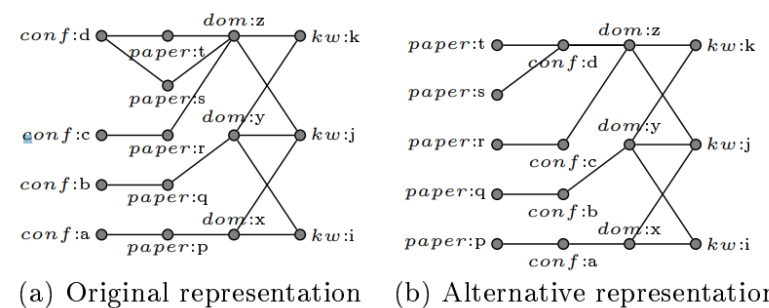 dom:z
conf:d
kw:k
paper:t
paper:s
dom:y
conf:c
kw:j
paper:r
conf:b
paper:q
dom:x
conf:a
kw:i
paper:p
(a) Original representation
dom:z
paper:t
kw:k
conf:d
paper:s
dom:y
paper:r
kw:j
conf:c
paper:q
conf:b
dom:x
paper:p
kw:i
conf:a
(b) Alternative representation